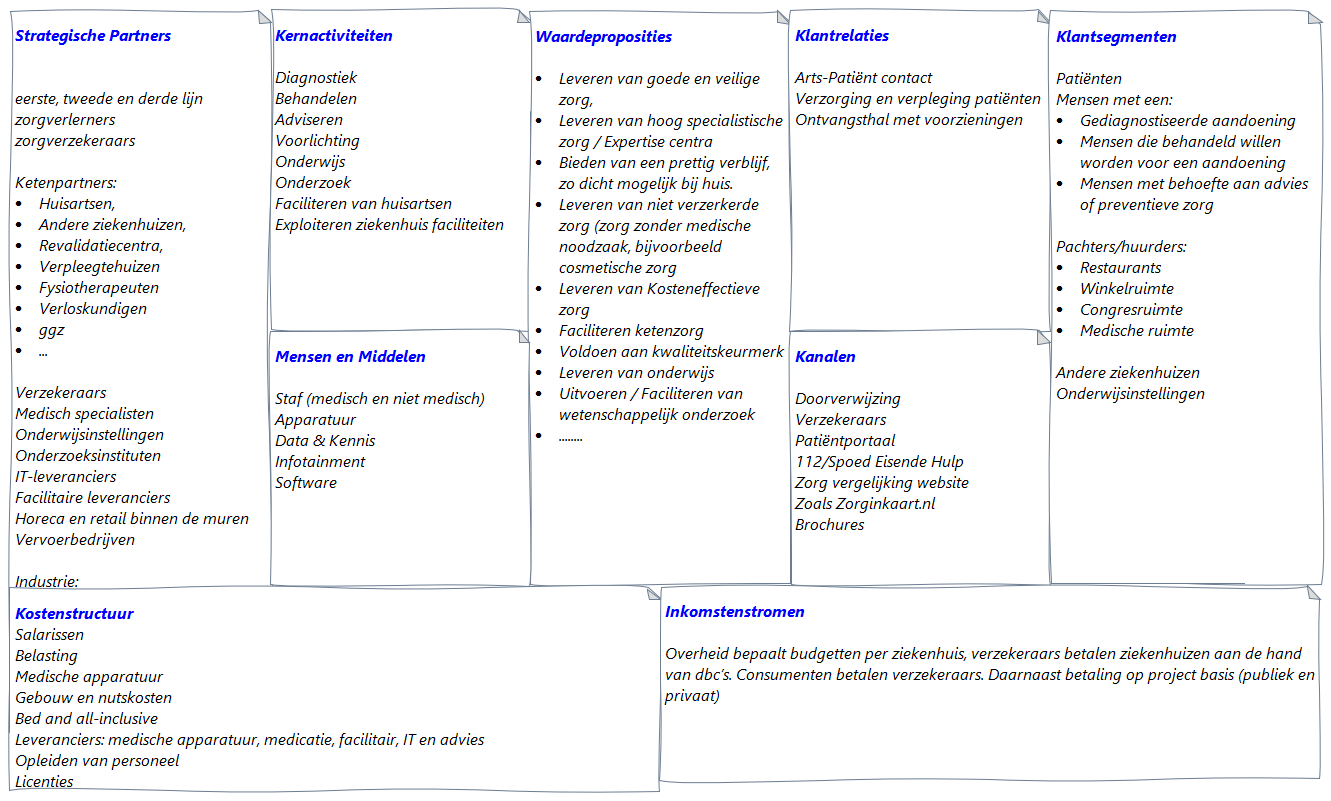 Strategische Partners
eerste, tweede en derde lijn
zorgverlerners
zorgverzekeraars
Ketenpartners:
• Huisartsen,
• Andere ziekenhuizen,
• Revalidatiecentra,
• Verpleegtehuizen
• Fysiotherapeuten
• Verloskundigen
• ggz
• ...
Verzekeraars
Medisch specialisten
Onderwijsinstellingen
Onderzoeksinstituten
IT-leveranciers
Facilitaire leveranciers
Horeca en retail binnen de muren
Vervoerbedrijven
Industrie:
Kernactiviteiten
Diagnostiek
Behandelen
Adviseren
Voorlichting
Onderwijs
Onderzoek
Faciliteren van huisartsen
Exploiteren ziekenhuis faciliteiten
Mensen en Middelen
Staf (medisch en niet medisch)
Apparatuur
Data & Kennis
Infotainment
Software
Waardeproposities
• Leveren van goede en veilige
zorg,
• Leveren van hoog specialistische
zorg / Expertise centra
• Bieden van een prettig verblijf,
zo dicht mogelijk bij huis.
• Leveren van niet verzerkerde
zorg (zorg zonder medische
noodzaak, bijvoorbeeld
cosmetische zorg
• Leveren van Kosteneffectieve
zorg
• Faciliteren ketenzorg
• Voldoen aan kwaliteitskeurmerk
• Leveren van onderwijs
• Uitvoeren / Faciliteren van
wetenschappelijk onderzoek
• ........
Klantrelaties
Arts-Patiënt contact
Verzorging en verpleging patiënten
Ontvangsthal met voorzieningen
Kanalen
Doorverwijzing
Verzekeraars
Patiëntportaal
112/Spoed Eisende Hulp
Zorg vergelijking website
Zoals Zorginkaart.nl
Brochures
Klantsegmenten
Patiënten
Mensen met een:
• Gediagnostiseerde aandoening
• Mensen die behandeld willen
worden voor een aandoening
• Mensen met behoefte aan advies
of preventieve zorg
Pachters/huurders:
• Restaurants
• Winkelruimte
• Congresruimte
• Medische ruimte
Andere ziekenhuizen
Onderwijsinstellingen
Kostenstructuur
Salarissen
Belasting
Medische apparatuur
Gebouw en nutskosten
Bed and all-inclusive
Leveranciers: medische apparatuur, medicatie, facilitair, IT en advies
Opleiden van personeel
Licenties
Inkomstenstromen
Overheid bepaalt budgetten per ziekenhuis, verzekeraars betalen ziekenhuizen aan de hand
van dbc's. Consumenten betalen verzekeraars. Daarnaast betaling op project basis (publiek en
privaat)